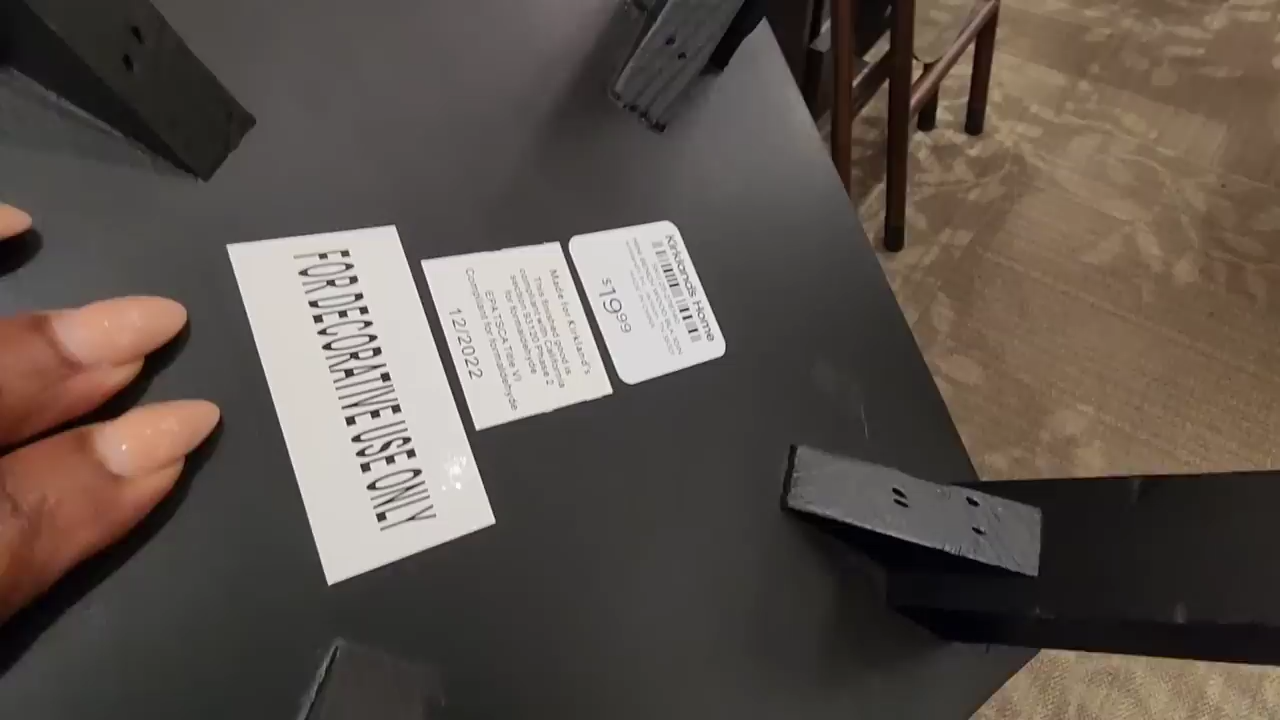 FOR DECORATIVE USE ONLY
Made for Kirkland's
This finished good is
compliant with California
section 93120 Phase 2
for formaldehyde
EPA TSCA Title VI
Compliant for formaldehyde
12/2022
Kirklands Home
$19.99